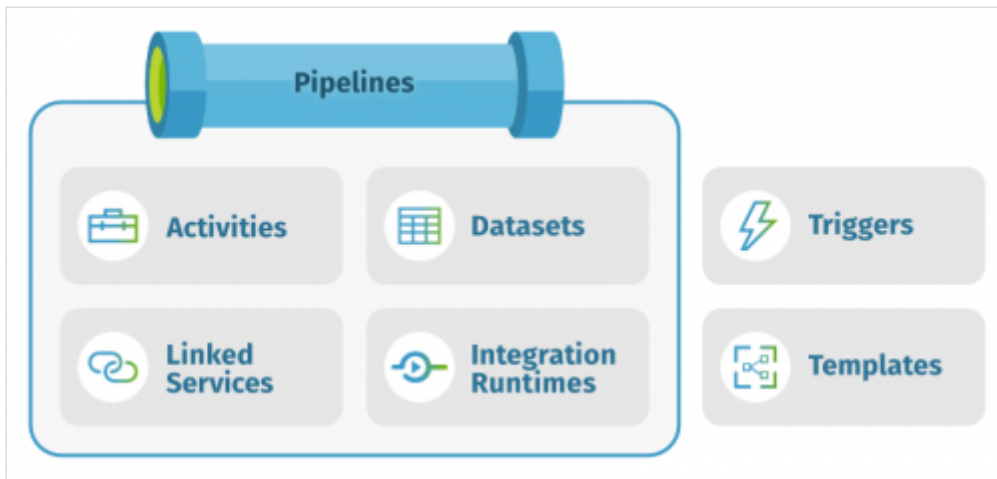 Pipelines
Activities
Datasets
Triggers
Linked
Services
Integration
Runtimes
Templates